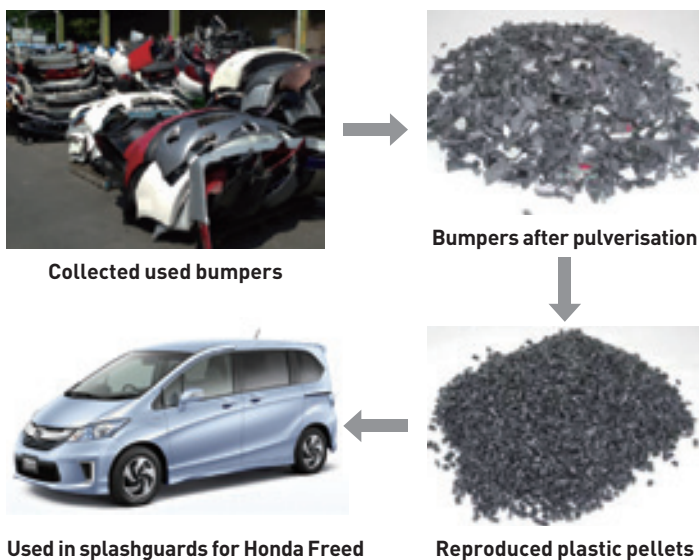 Collected used bumpers
Bumpers after pulverisation
Reproduced plastic pellets
Used in splashguards for Honda Freed